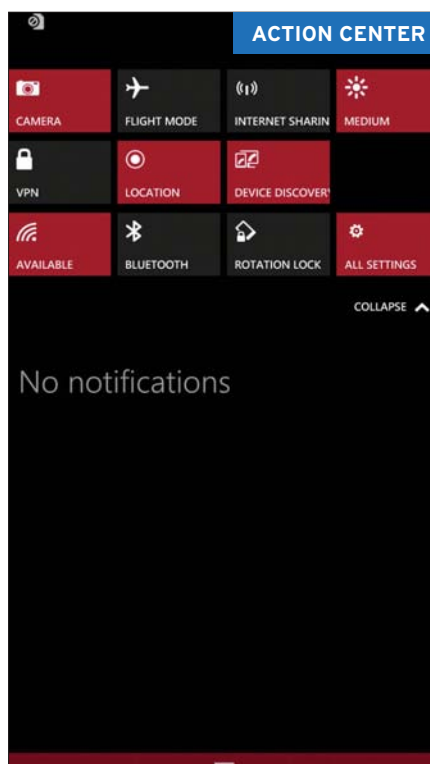 ACTION CENTER
CAMERA FLIGHT MODE INTERNET SHARIN MEDIUM
VPN LOCATION DEVICE DISCOVER
AVAILABLE BLUETOOTH ROTATION LOCK ALL SETTINGS
COLLAPSE
No notifications